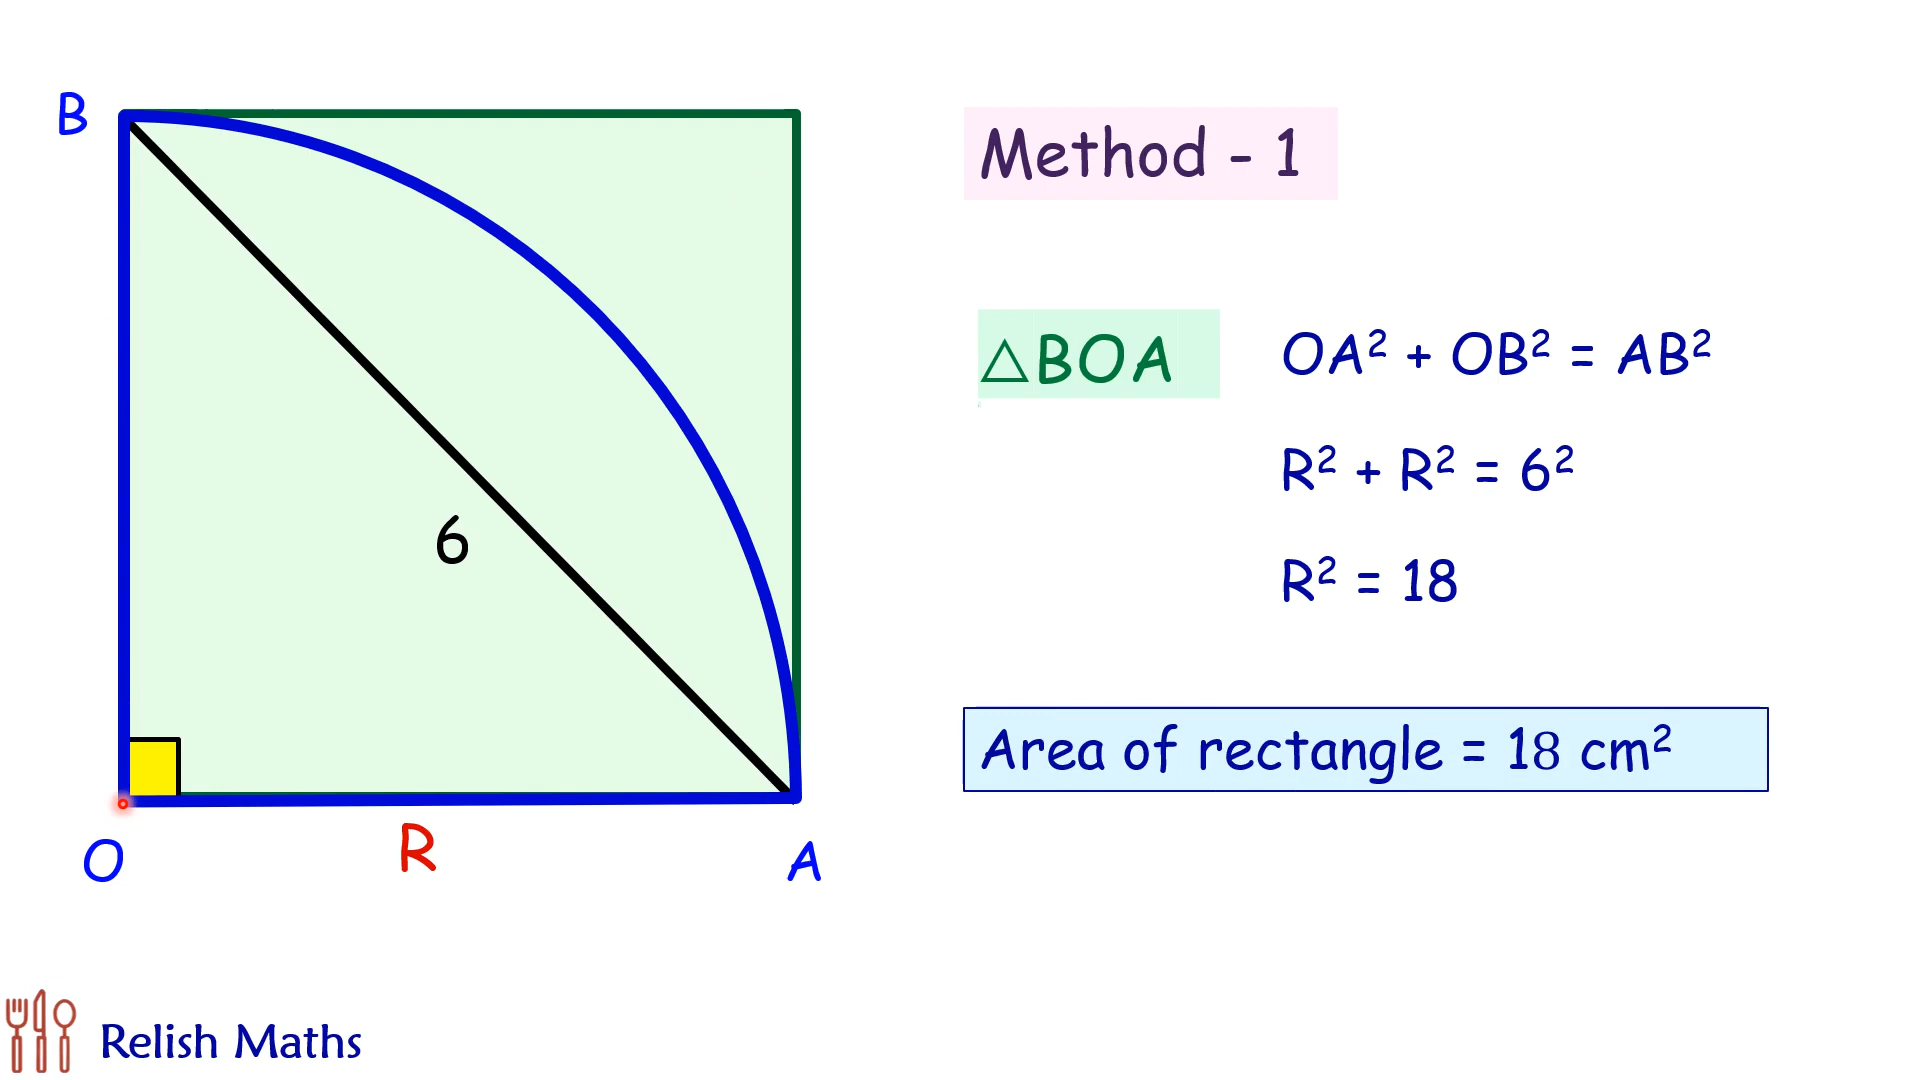 B
6
O
R
A
Method - 1
△BOA
OA² + OB² = AB²
R² + R² = 6²
R² = 18
Area of rectangle = 18 cm²
Relish Maths